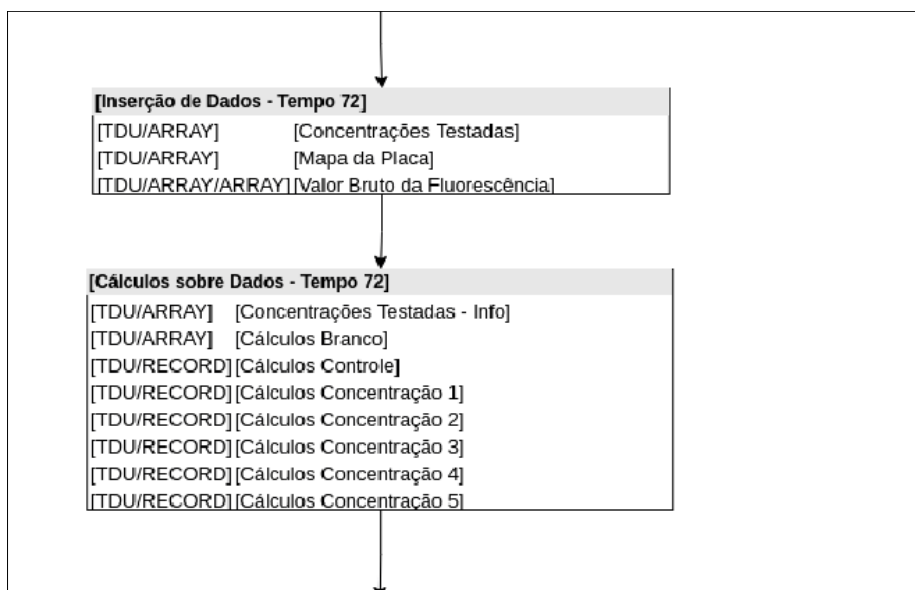 [Inserção de Dados - Tempo 72]
[TDU/ARRAY] [Concentrações Testadas]
[TDU/ARRAY] [Mapa da Placa]
[TDU/ARRAY/ARRAY] [Valor Bruto da Fluorescência]
[Cálculos sobre Dados - Tempo 72]
[TDU/ARRAY] [Concentrações Testadas - Info]
[TDU/ARRAY] [Cálculos Branco]
[TDU/RECORD] [Cálculos Controle]
[TDU/RECORD] [Cálculos Concentração 1]
[TDU/RECORD] [Cálculos Concentração 2]
[TDU/RECORD] [Cálculos Concentração 3]
[TDU/RECORD] [Cálculos Concentração 4]
[TDU/RECORD] [Cálculos Concentração 5]